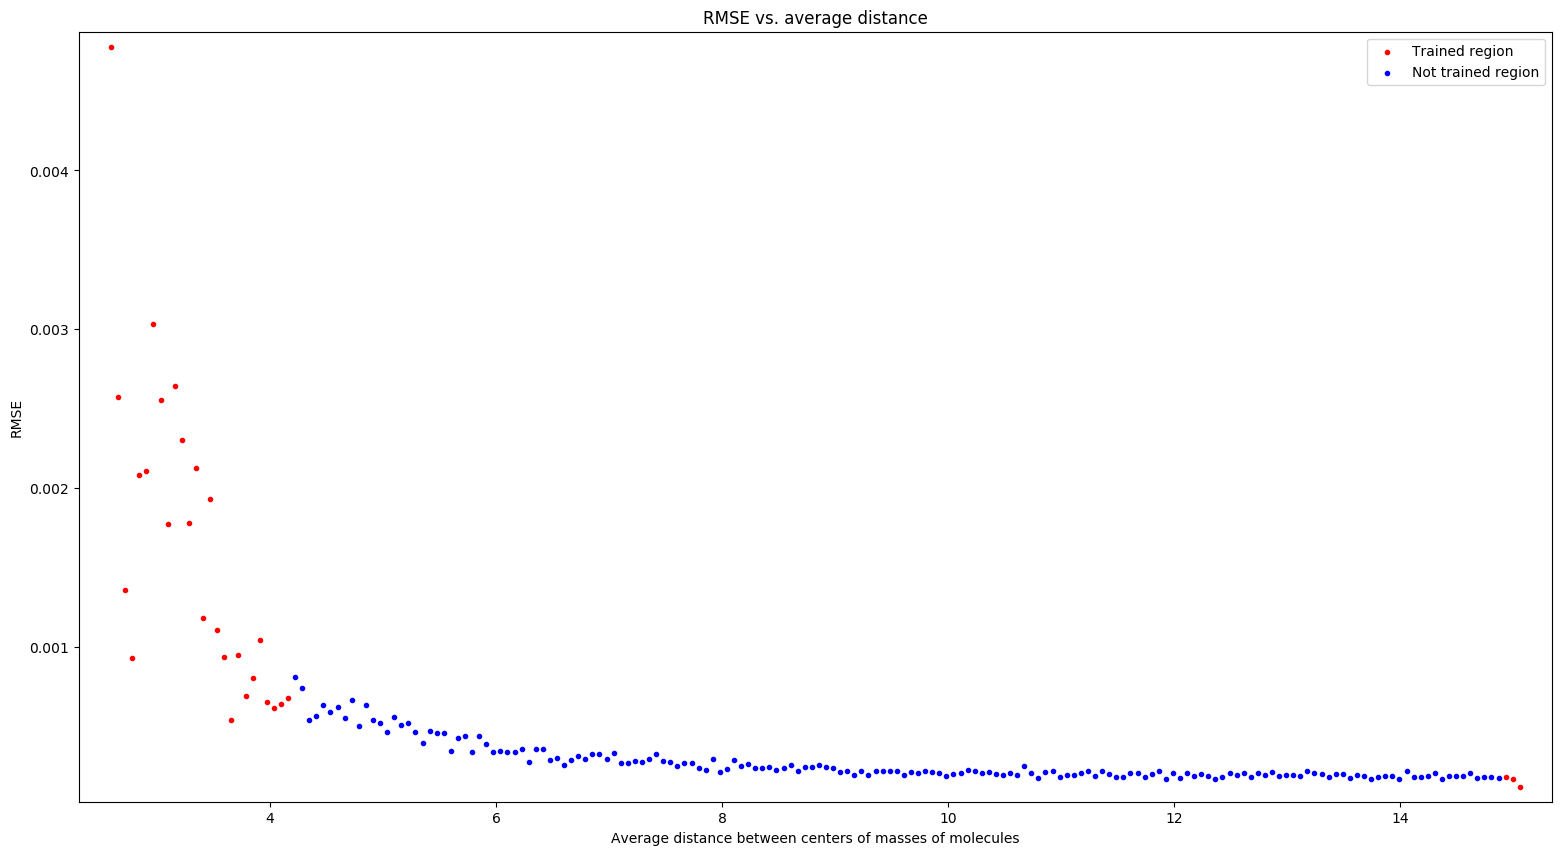 RMSE vs. average distance
Trained region
Not trained region
0.004
0.003
0.002
0.001
RMSE
4 6 8 10 12 14
Average distance between centers of masses of molecules